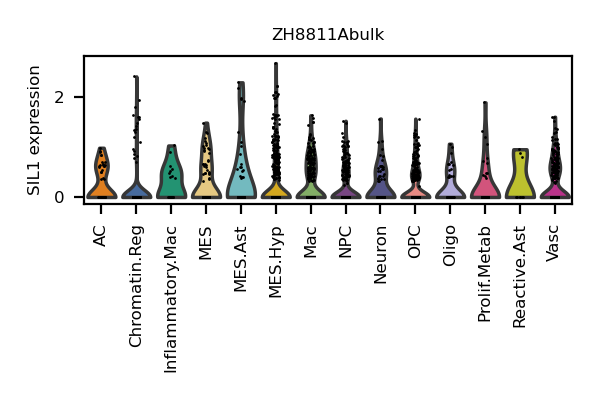 ZH8811Abulk
SIL1 expression
2
0
AC
Chromatin.Reg
Inflammatory.Mac
MES
MES.Ast
MES.Hyp
Mac
NPC
Neuron
OPC
Oligo
Prolif.Metab
Reactive.Ast
Vasc